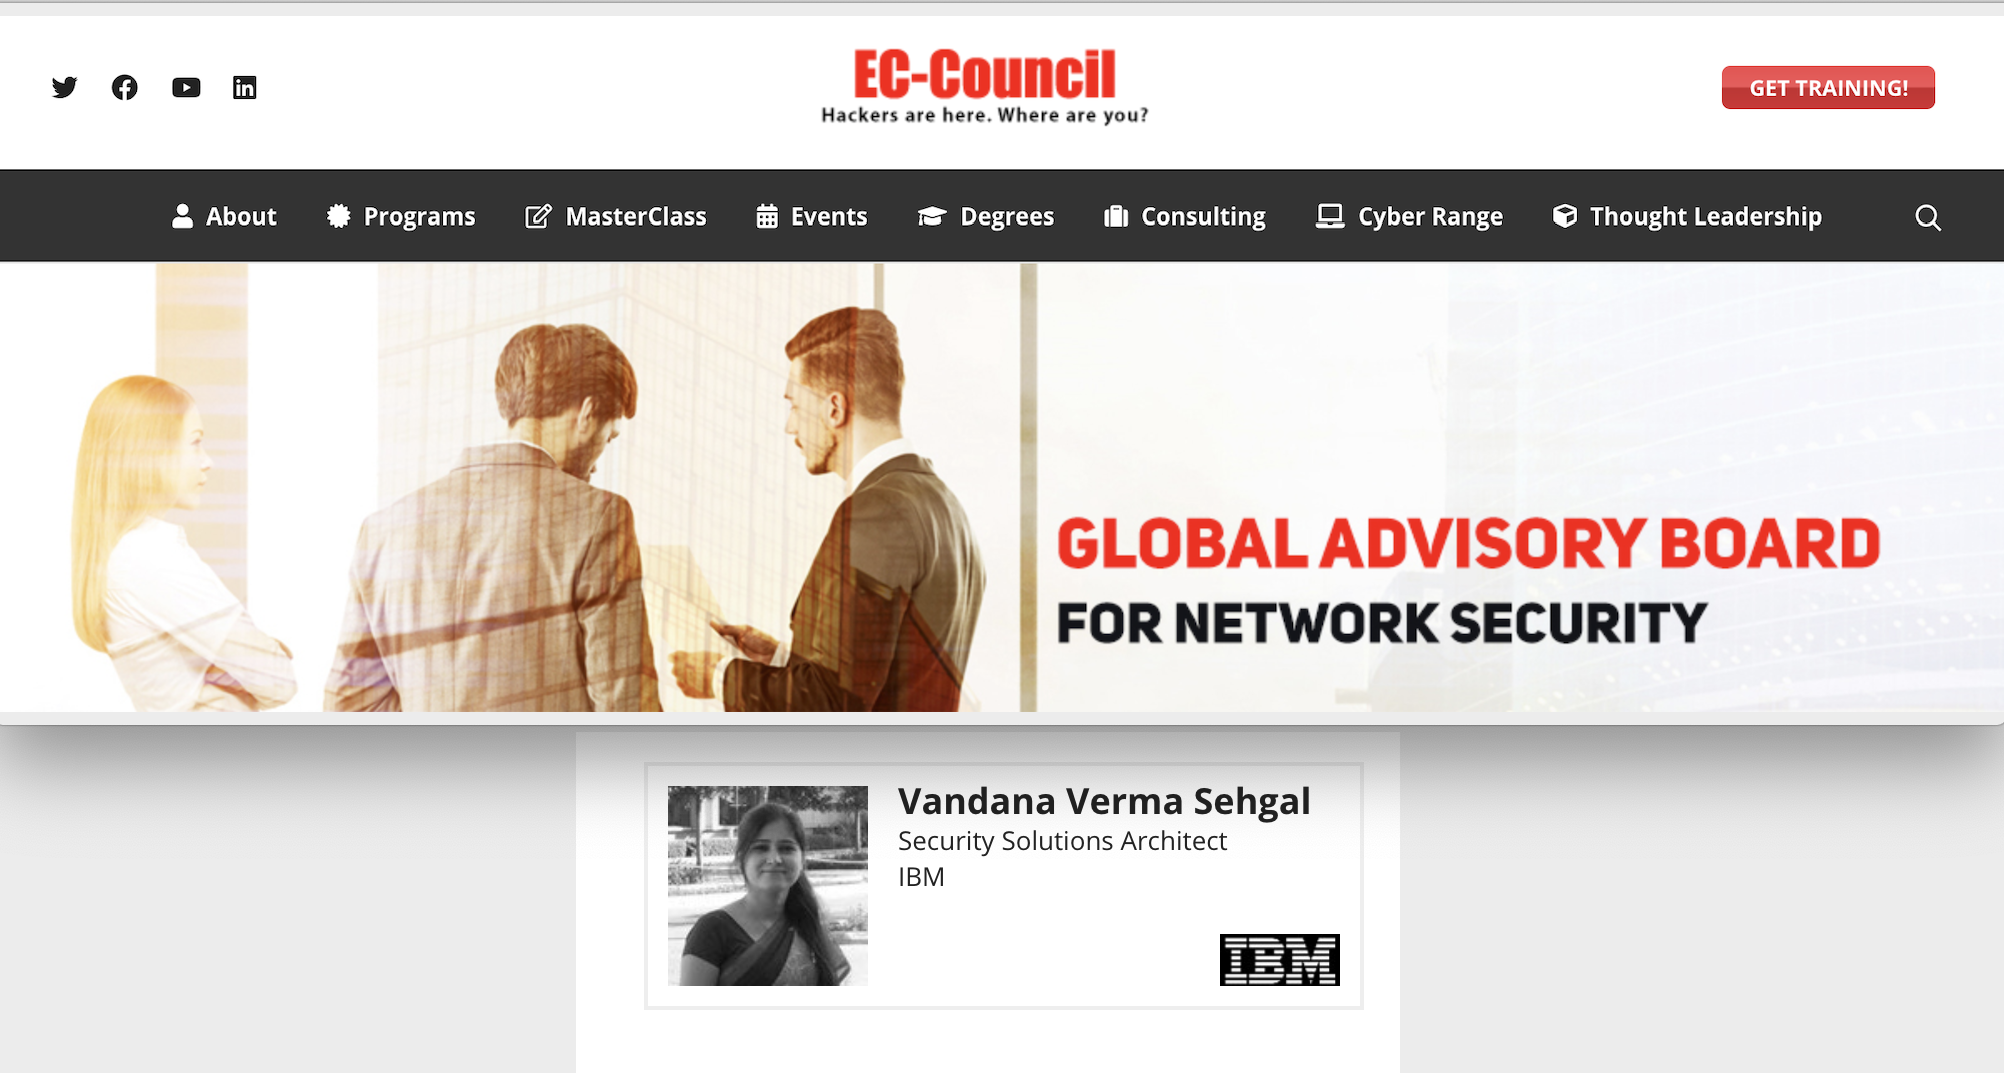 EC-Council
Hackers are here. Where are you?
GET TRAINING!
About
Programs
MasterClass
Events
Degrees
Consulting
Cyber Range
Thought Leadership
GLOBAL ADVISORY BOARD
FOR NETWORK SECURITY
Vandana Verma Sehgal
Security Solutions Architect
IBM
IBM